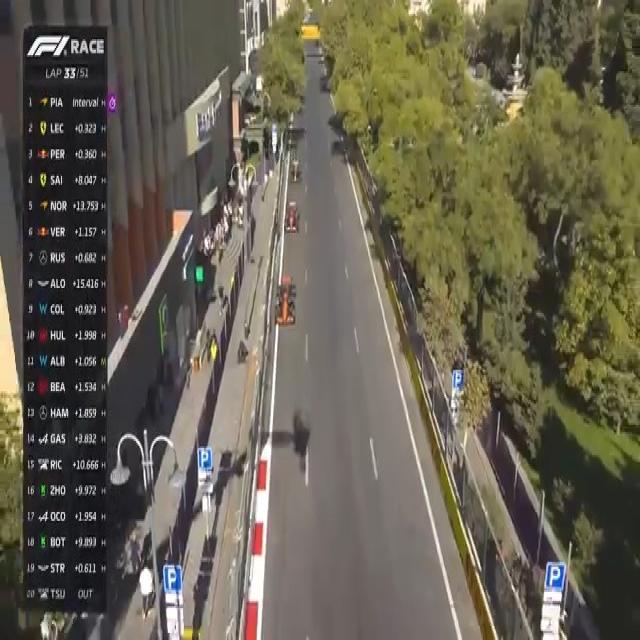 F1 RACE
LAP 33/51
1 PIA Interval H
2 LEC +0.323 H
3 PER +0.360 H
4 SAI +8.047 H
5 NOR +13.753 H
6 VER +1.157 H
7 RUS +0.682 H
8 ALO +15.416 H
9 COL +0.923 H
10 HUL +1.998 H
11 ALB +1.056 M
12 BEA +1.534 H
13 HAM +1.859 H
14 GAS +3.832 H
15 RIC +10.666 H
16 ZHO +9.972 H
17 OCO +1.954 H
18 BOT +9.893 H
19 STR +0.611 H
20 TSU OUT
P
P
P
P